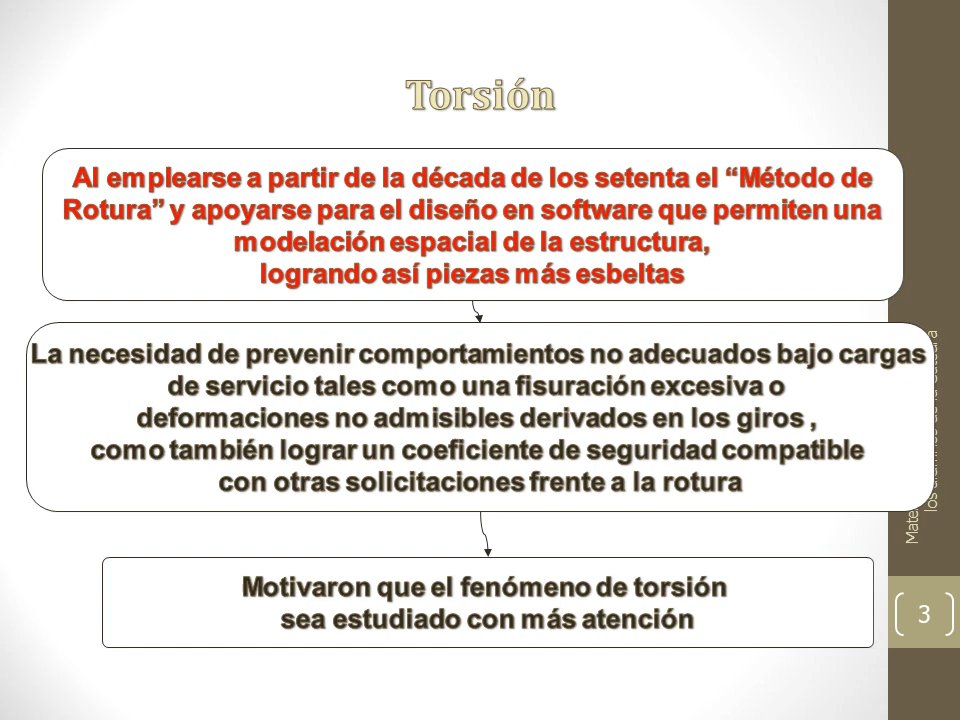 Torsión
Al emplearse a partir de la década de los setenta el “Método de
Rotura” y apoyarse para el diseño en software que permiten una
modelación espacial de la estructura,
logrando así piezas más esbeltas
La necesidad de prevenir comportamientos no adecuados bajo cargas
de servicio tales como una fisuración excesiva o
deformaciones no admisibles derivados en los giros ,
como también lograr un coeficiente de seguridad compatible
con otras solicitaciones frente a la rotura
Motivaron que el fenómeno de torsión
sea estudiado con más atención
los
3